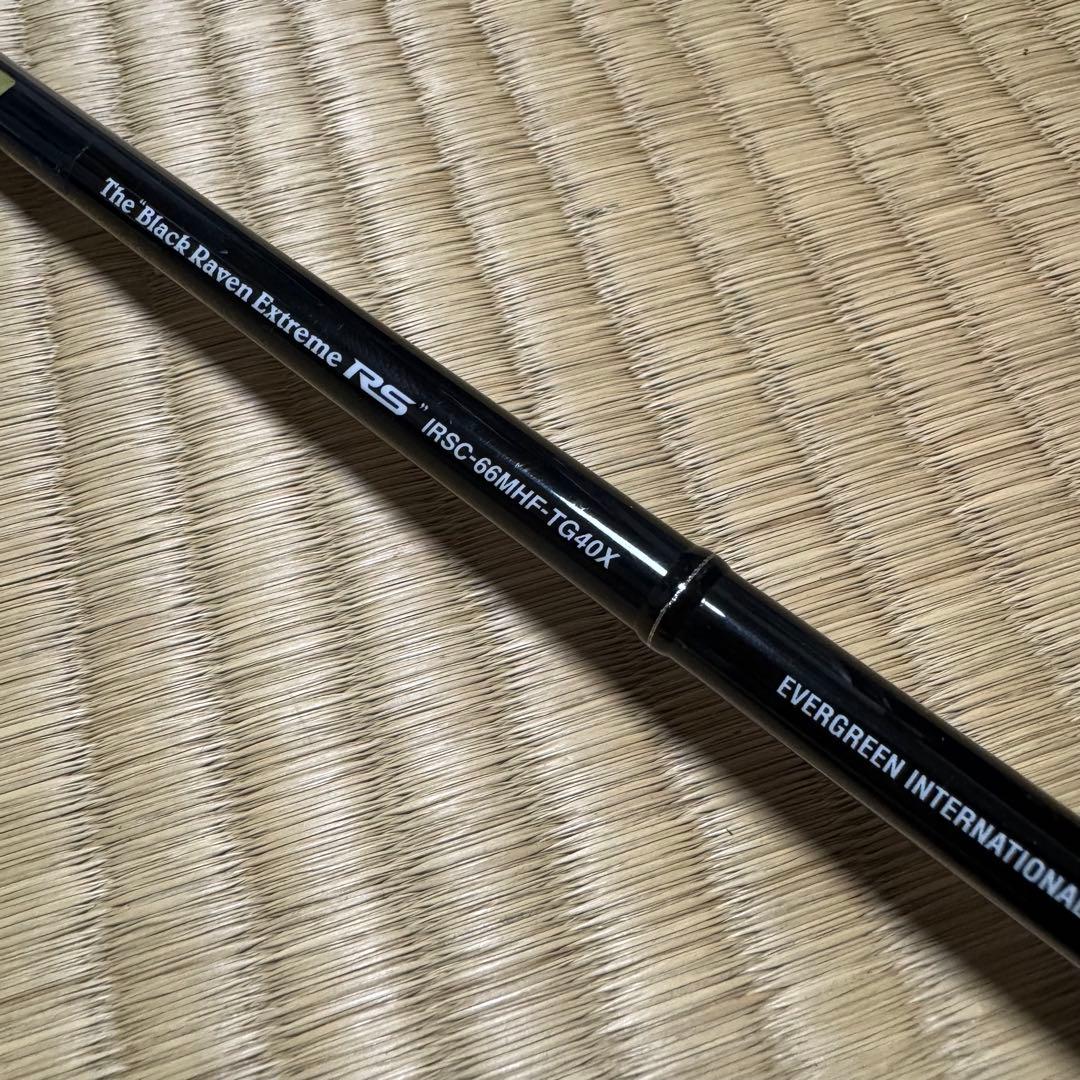 The "Black Raven Extreme RS" IRSC-66MHF-TG40X
EVERGREEN INTERNATIONAL